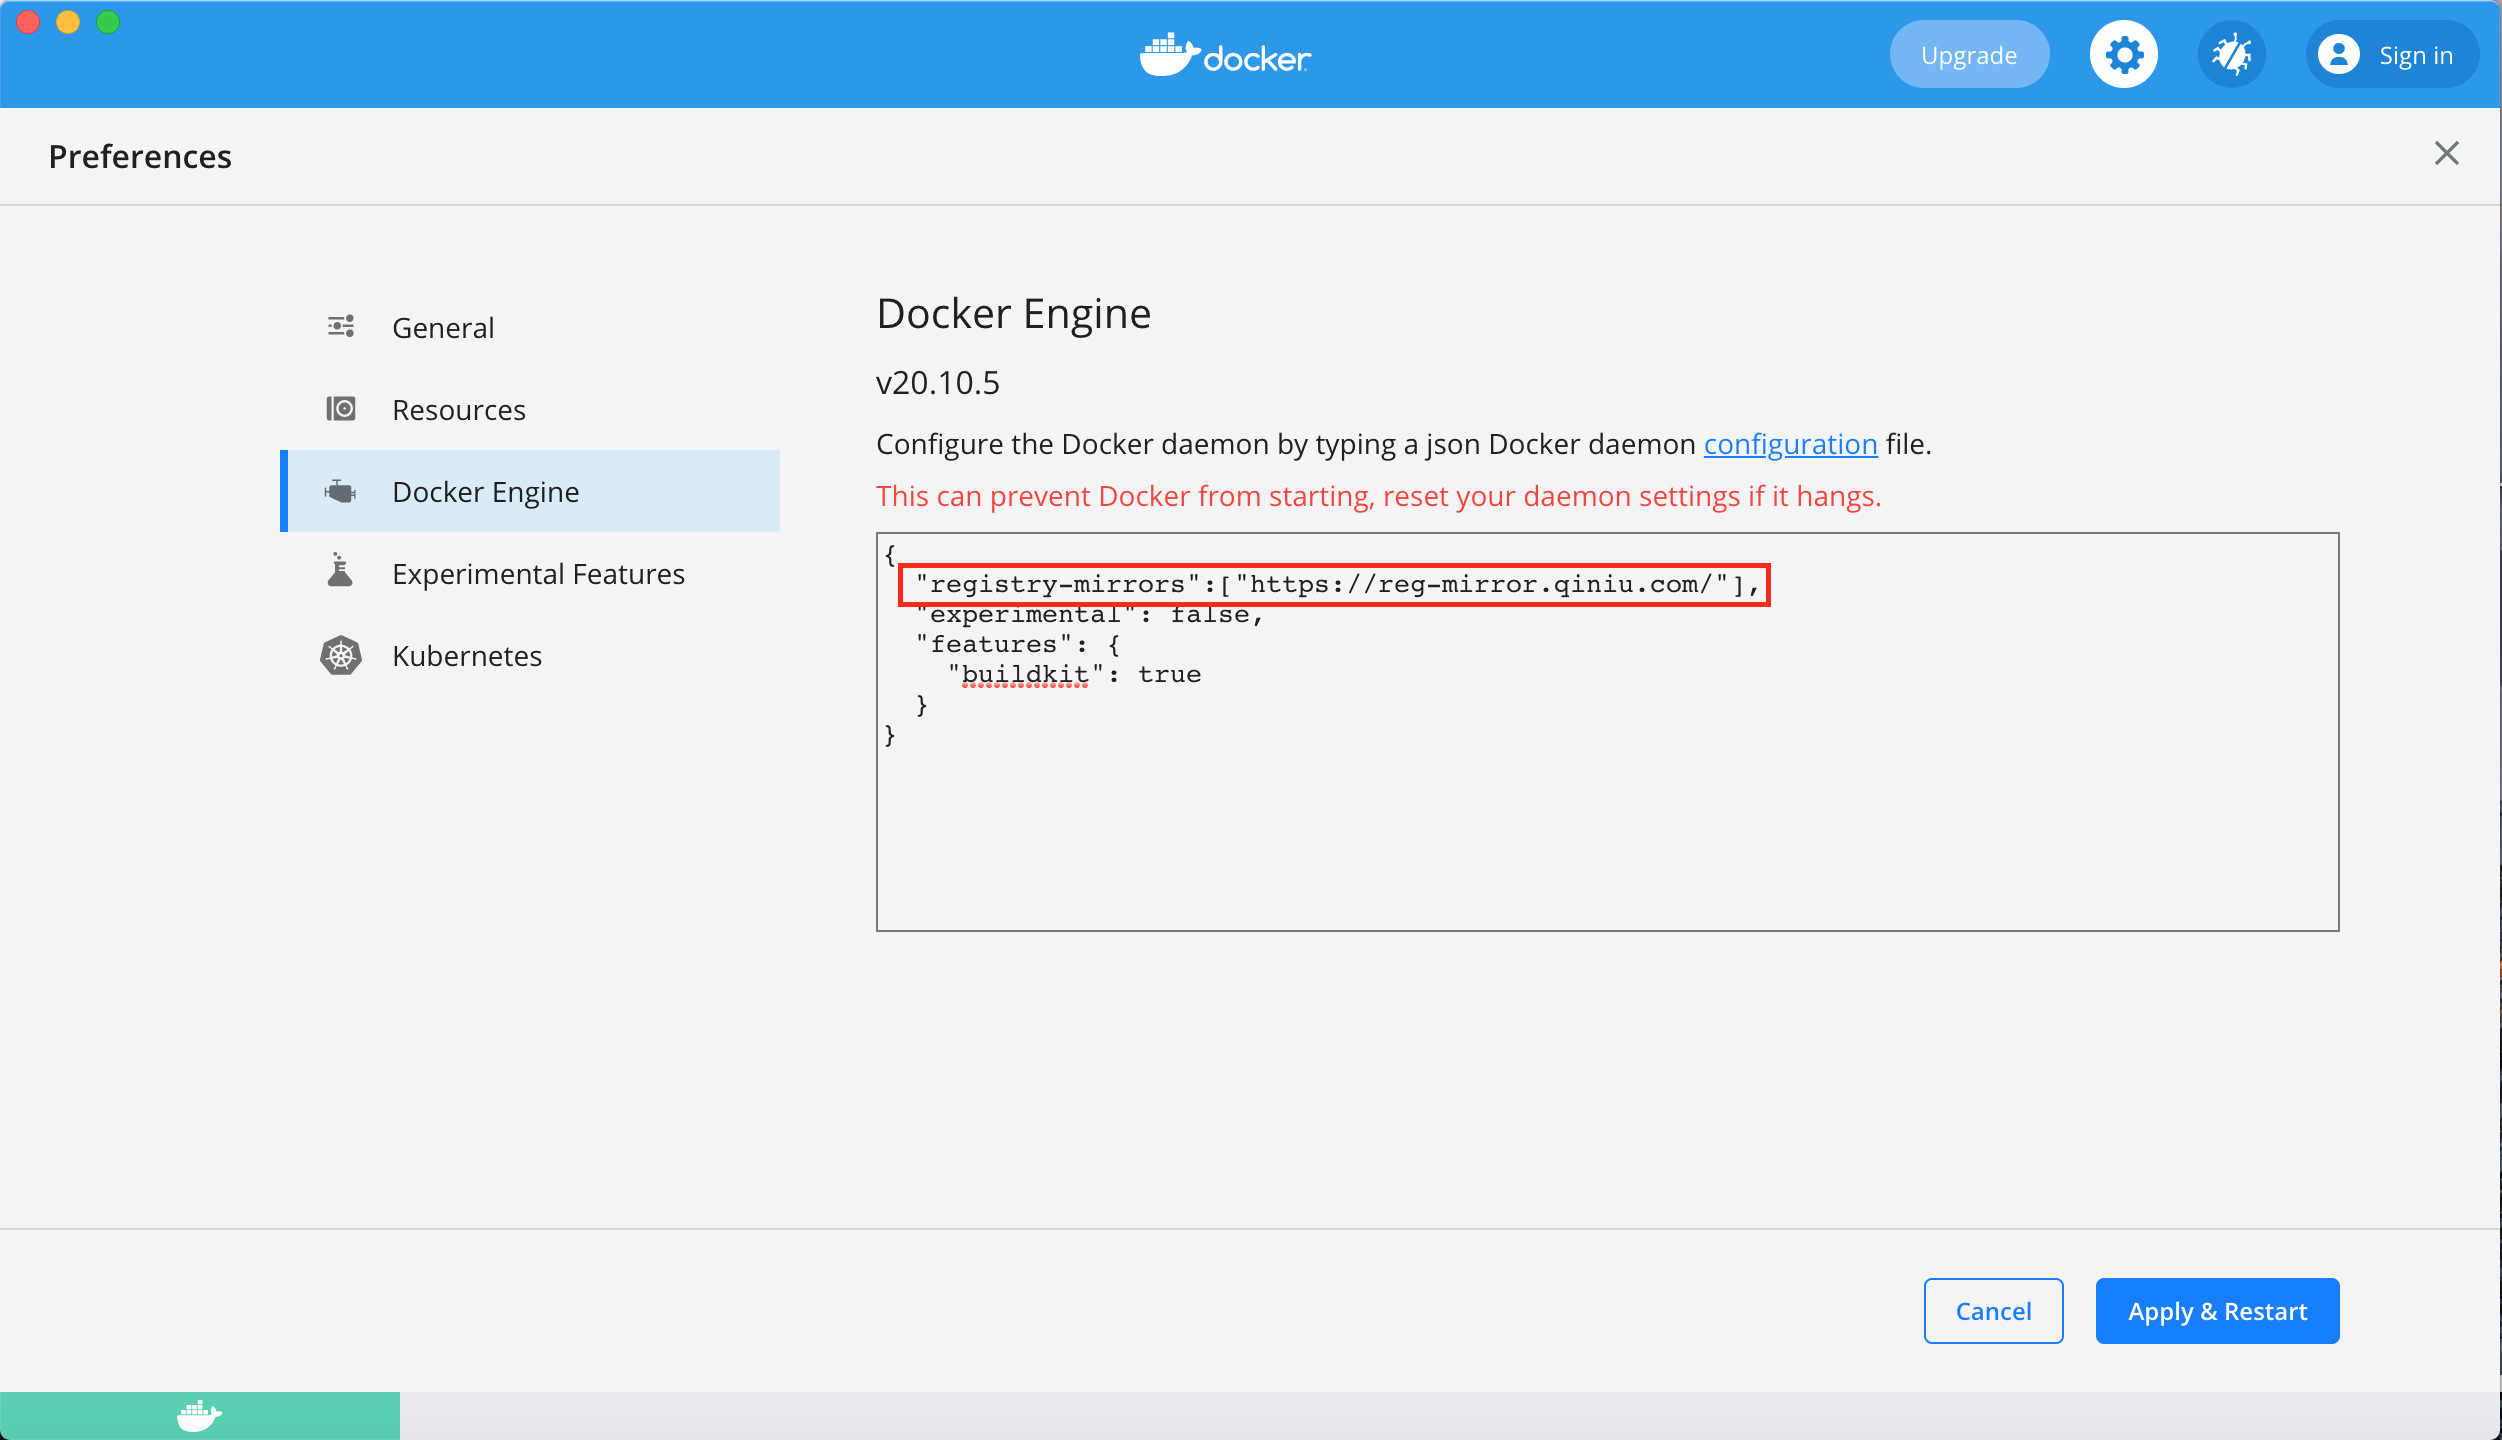 docker
Upgrade
Sign in
Preferences
General
Resources
Docker Engine
Experimental Features
Kubernetes
Docker Engine
v20.10.5
Configure the Docker daemon by typing a json Docker daemon configuration file.
This can prevent Docker from starting, reset your daemon settings if it hangs.
{
  "registry-mirrors":["https://reg-mirror.qiniu.com/"],
  "experimental": false,
  "features": {
    "buildkit": true
  }
}
Cancel
Apply & Restart